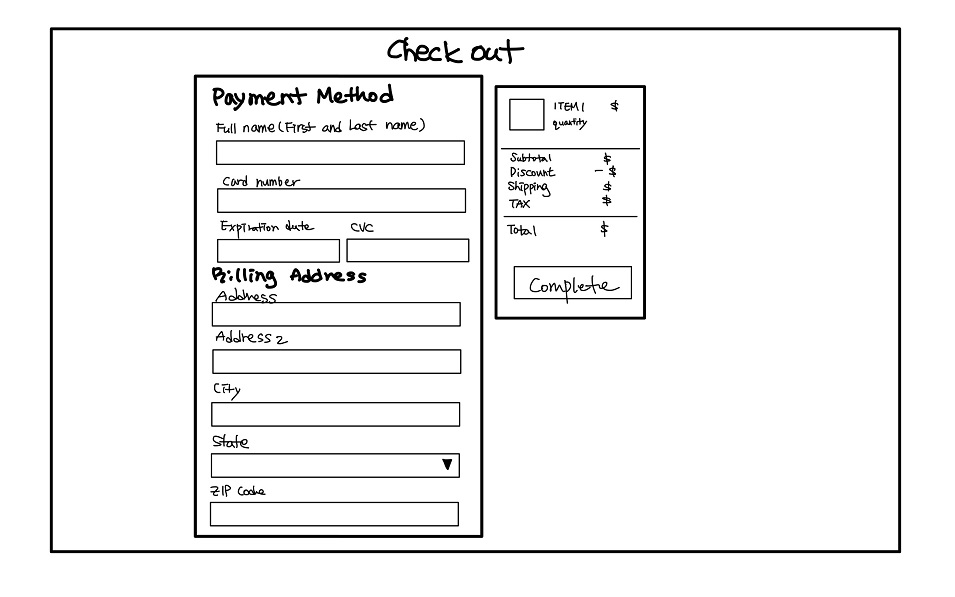 Check out
Payment Method
Full name (First and Last name)
Card number
Expiration date CVC
Billing Address
Address
Address 2
City
State
ZIP Code
ITEM 1 $
quantity
Subtotal $
Discount - $
Shipping $
TAX $
Total $
Complete